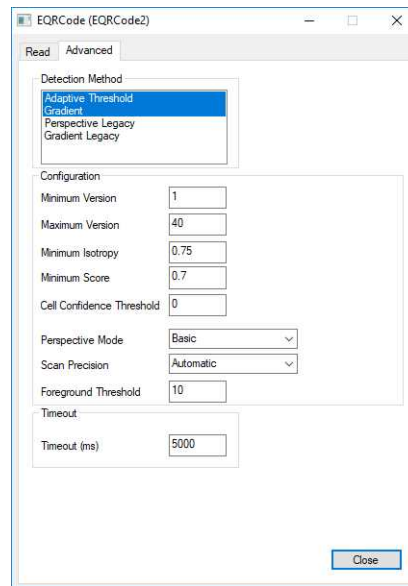 EQRCode (EQRCode2)
Read Advanced
Detection Method
Adaptive Threshold
Gradient
Perspective Legacy
Gradient Legacy
Configuration
Minimum Version 1
Maximum Version 40
Minimum Isotropy 0.75
Minimum Score 0.7
Cell Confidence Threshold 0
Perspective Mode Basic
Scan Precision Automatic
Foreground Threshold 10
Timeout
Timeout (ms) 5000
Close